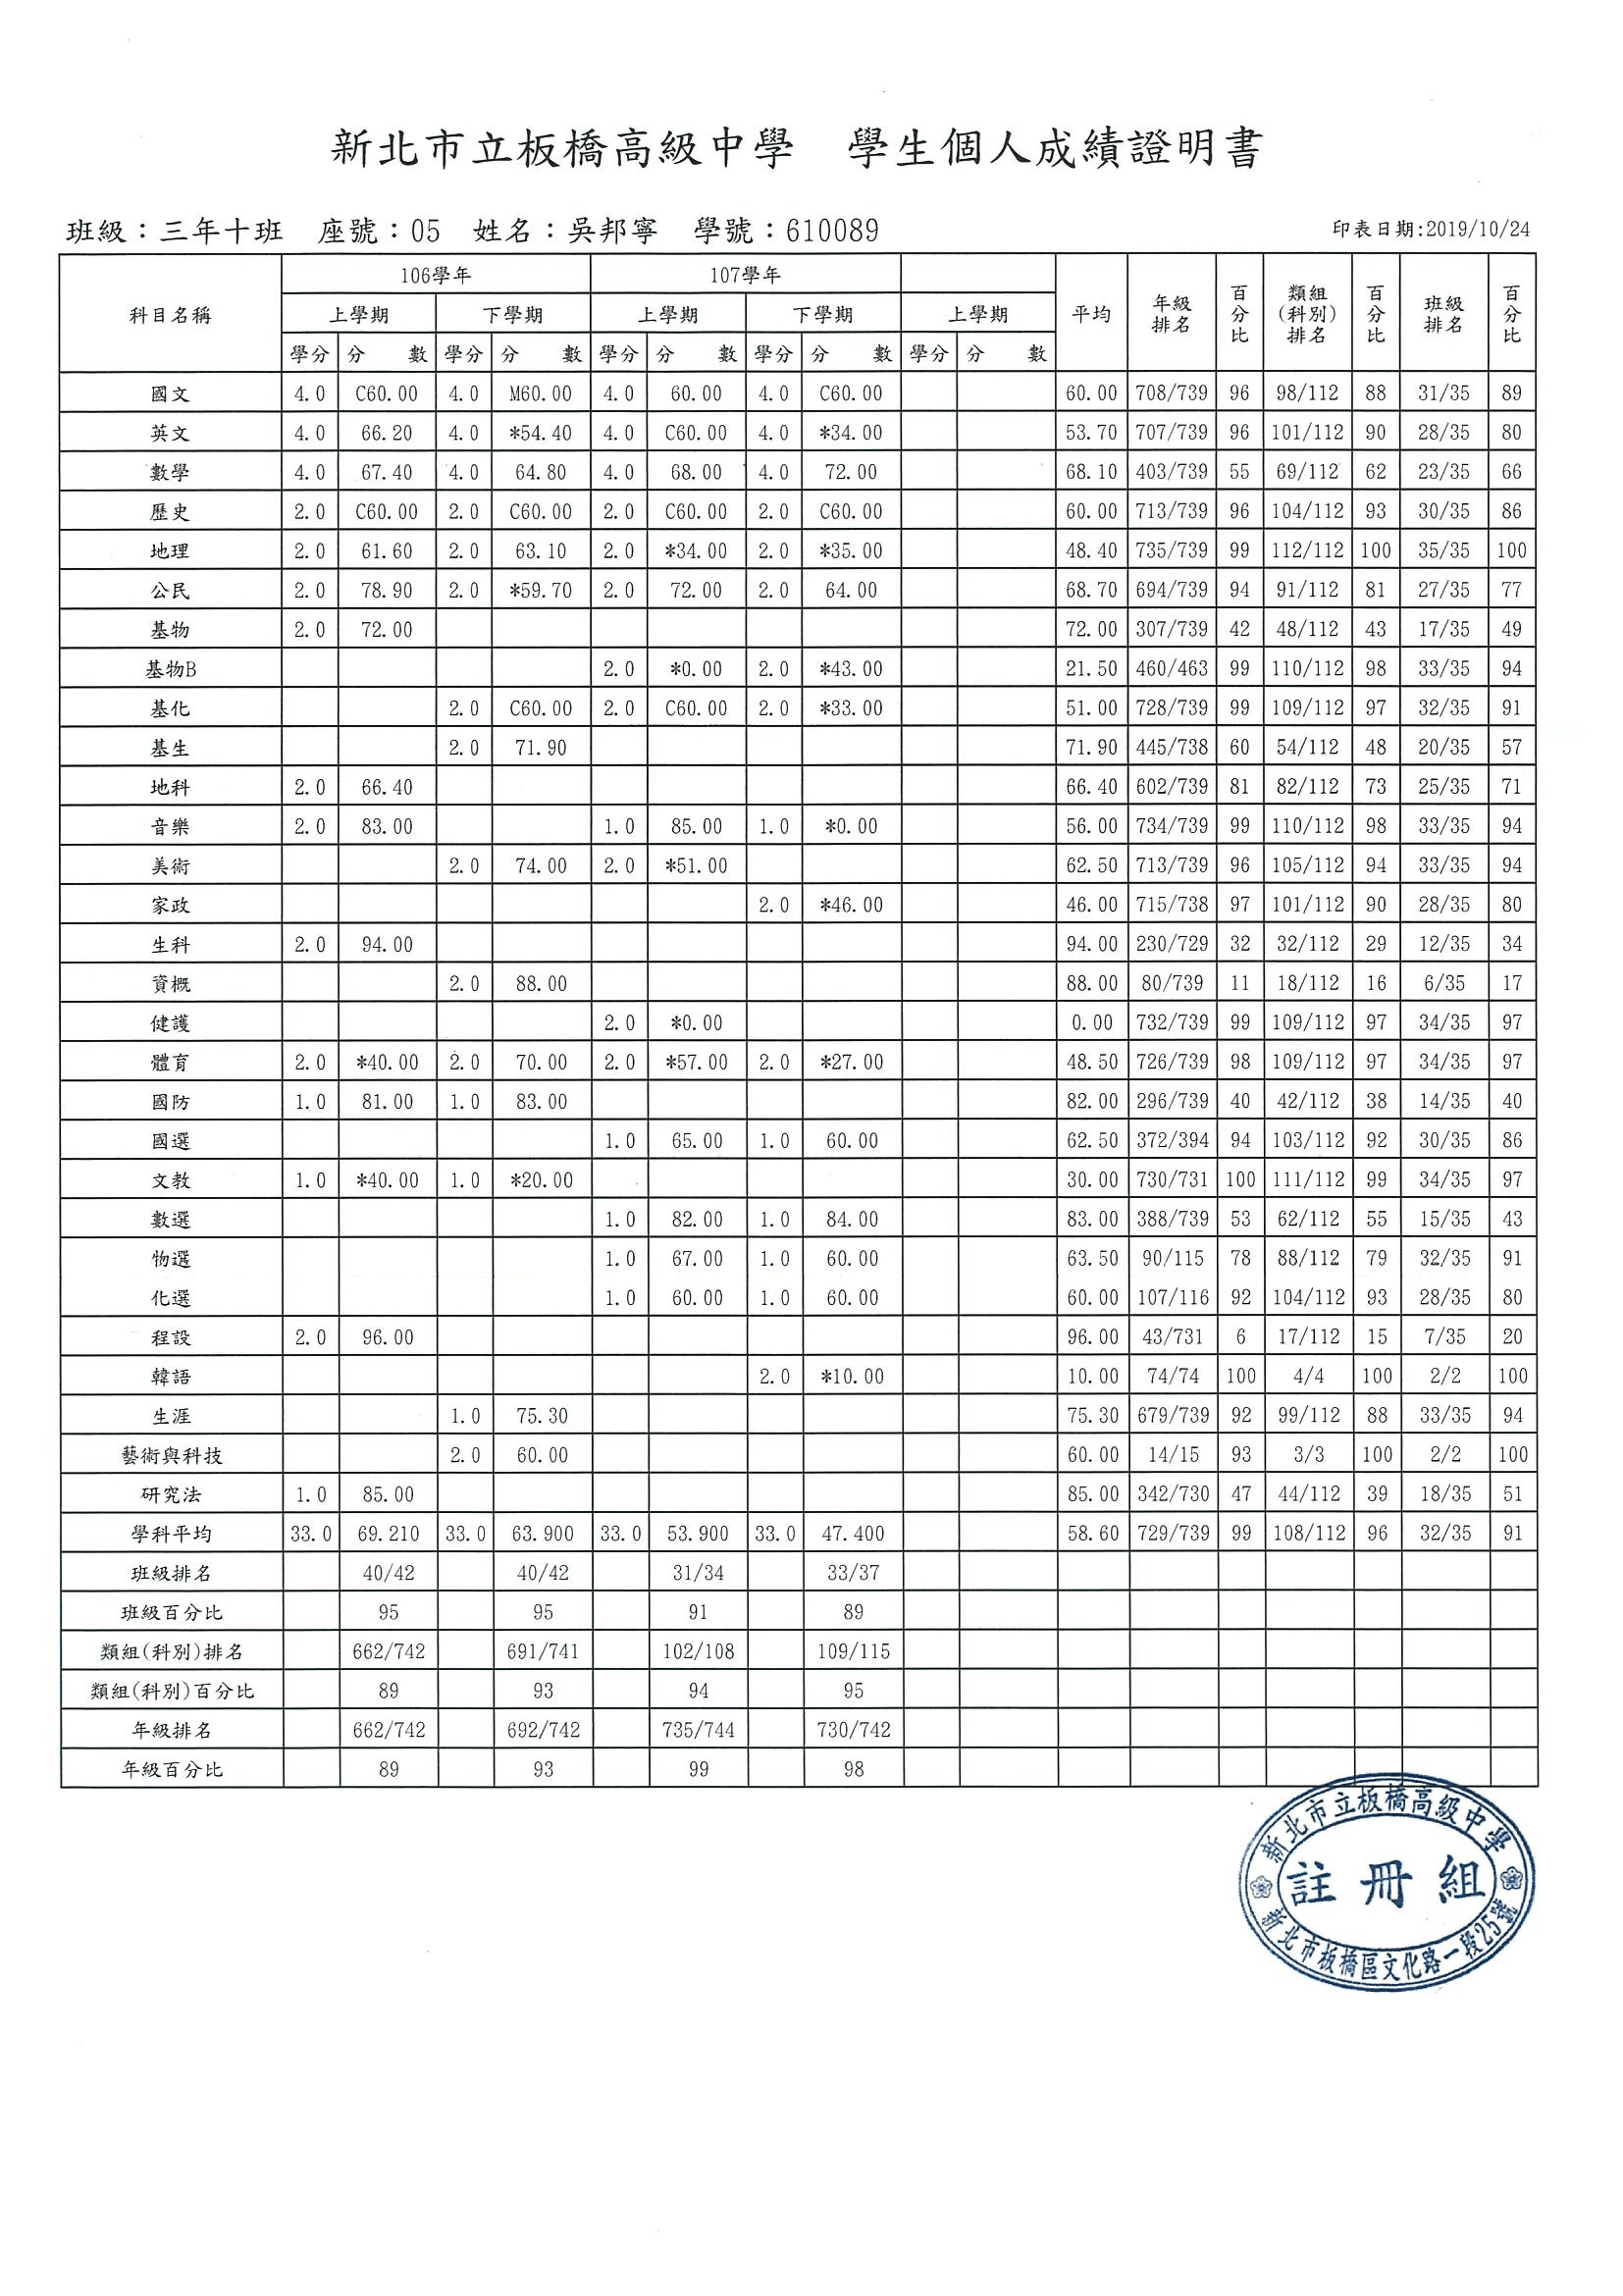 新北市立板橋高級中學 學生個人成績證明書
班級：三年十班 座號：05 姓名：吳邦寧 學號：610089 印表日期:2019/10/24
科目名稱 106學年 107學年 平均 年級排名 百分比 類組(科別)排名 百分比 班級排名 百分比
上學期 下學期 上學期 下學期 上學期
學分 分數 學分 分數 學分 分數 學分 分數 學分 分數
國文 4.0 C60.00 4.0 M60.00 4.0 60.00 4.0 C60.00 60.00 708/739 96 98/112 88 31/35 89
英文 4.0 66.20 4.0 *54.40 4.0 C60.00 4.0 *34.00 53.70 707/739 96 101/112 90 28/35 80
數學 4.0 67.40 4.0 64.80 4.0 68.00 4.0 72.00 68.10 403/739 55 69/112 62 23/35 66
歷史 2.0 C60.00 2.0 C60.00 2.0 C60.00 2.0 C60.00 60.00 713/739 96 104/112 93 30/35 86
地理 2.0 61.60 2.0 63.10 2.0 *34.00 2.0 *35.00 48.40 735/739 99 112/112 100 35/35 100
公民 2.0 78.90 2.0 *59.70 2.0 72.00 2.0 64.00 68.70 694/739 94 91/112 81 27/35 77
基物 2.0 72.00 72.00 307/739 42 48/112 43 17/35 49
基物B 2.0 *0.00 2.0 *43.00 21.50 460/463 99 110/112 98 33/35 94
基化 2.0 C60.00 2.0 C60.00 2.0 *33.00 51.00 728/739 99 109/112 97 32/35 91
基生 2.0 71.90 71.90 445/738 60 54/112 48 20/35 57
地科 2.0 66.40 66.40 602/739 81 82/112 73 25/35 71
音樂 2.0 83.00 1.0 85.00 1.0 *0.00 56.00 734/739 99 110/112 98 33/35 94
美術 2.0 74.00 2.0 *51.00 62.50 713/739 96 105/112 94 33/35 94
家政 2.0 *46.00 46.00 715/738 97 101/112 90 28/35 80
生科 2.0 94.00 94.00 230/729 32 32/112 29 12/35 34
資概 2.0 88.00 88.00 80/739 11 18/112 16 6/35 17
健護 2.0 *0.00 0.00 732/739 99 109/112 97 34/35 97
體育 2.0 *40.00 2.0 70.00 2.0 *57.00 2.0 *27.00 48.50 726/739 98 109/112 97 34/35 97
國防 1.0 81.00 1.0 83.00 82.00 296/739 40 42/112 38 14/35 40
國選 1.0 65.00 1.0 60.00 62.50 372/394 94 103/112 92 30/35 86
文教 1.0 *40.00 1.0 *20.00 30.00 730/731 100 111/112 99 34/35 97
數選 1.0 82.00 1.0 84.00 83.00 388/739 53 62/112 55 15/35 43
物選 1.0 67.00 1.0 60.00 63.50 90/115 78 88/112 79 32/35 91
化選 1.0 60.00 1.0 60.00 60.00 107/116 92 104/112 93 28/35 80
程設 2.0 96.00 96.00 43/731 6 17/112 15 7/35 20
韓語 2.0 *10.00 10.00 74/74 100 4/4 100 2/2 100
生涯 1.0 75.30 75.30 679/739 92 99/112 88 33/35 94
藝術與科技 2.0 60.00 60.00 14/15 93 3/3 100 2/2 100
研究法 1.0 85.00 85.00 342/730 47 44/112 39 18/35 51
學科平均 33.0 69.210 33.0 63.900 33.0 53.900 33.0 47.400 58.60 729/739 99 108/112 96 32/35 91
班級排名 40/42 40/42 31/34 33/37
班級百分比 95 95 91 89
類組(科別)排名 662/742 691/741 102/108 109/115
類組(科別)百分比 89 93 94 95
年級排名 662/742 692/742 735/744 730/742
年級百分比 89 93 99 98
新北市立板橋高級中學
註冊組
新北市板橋區文化路一段25號